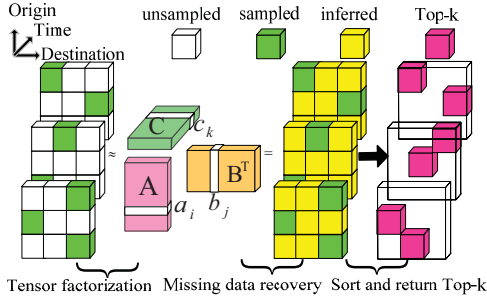 Origin
Time
Destination
unsampled
sampled
inferred
Top-k
≈
C
c_k
A
a_i
B^T
b_j
=
Tensor factorization
Missing data recovery
Sort and return Top-k